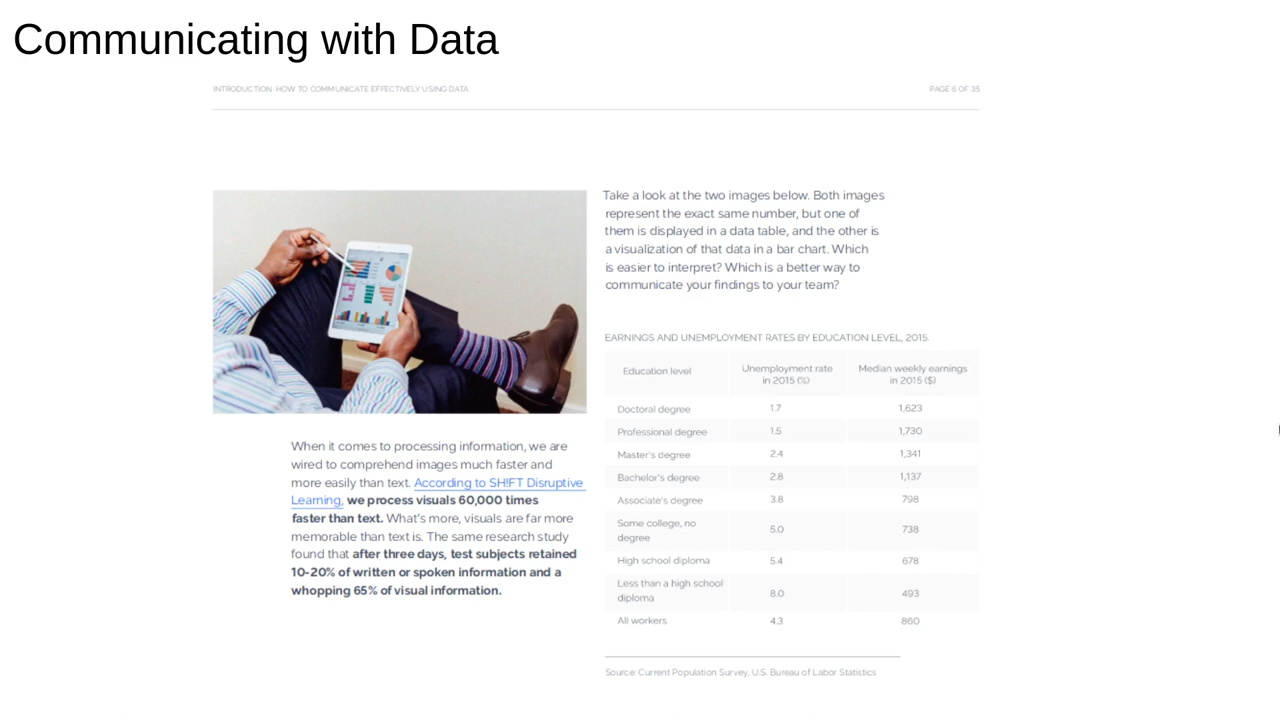 Communicating with Data
INTRODUCTION: HOW TO COMMUNICATE EFFECTIVELY USING DATA
PAGE 6 OF 35
When it comes to processing information, we are
wired to comprehend images much faster and
more easily than text. According to SH!FT Disruptive
Learning, we process visuals 60,000 times
faster than text. What's more, visuals are far more
memorable than text is. The same research study
found that after three days, test subjects retained
10-20% of written or spoken information and a
whopping 65% of visual information.
Take a look at the two images below. Both images
represent the exact same number, but one of
them is displayed in a data table, and the other is
a visualization of that data in a bar chart. Which
is easier to interpret? Which is a better way to
communicate your findings to your team?
EARNINGS AND UNEMPLOYMENT RATES BY EDUCATION LEVEL, 2015.
Education level Unemployment rate in 2015 (%) Median weekly earnings in 2015 ($)
Doctoral degree 1.7 1,623
Professional degree 1.5 1,730
Master's degree 2.4 1,341
Bachelor's degree 2.8 1,137
Associate's degree 3.8 798
Some college, no degree 5.0 738
High school diploma 5.4 678
Less than a high school diploma 8.0 493
All workers 4.3 860
Source: Current Population Survey, U.S. Bureau of Labor Statistics